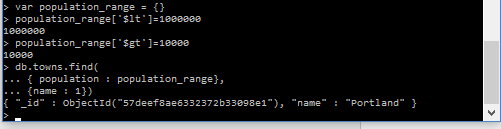 > var population_range = {}
> population_range['$lt']=1000000
1000000
> population_range['$gt']=10000
10000
> db.towns.find(
... { population : population_range},
... {name : 1})
{ "_id" : ObjectId("57deef8ae6332372b33098e1"), "name" : "Portland" }
>